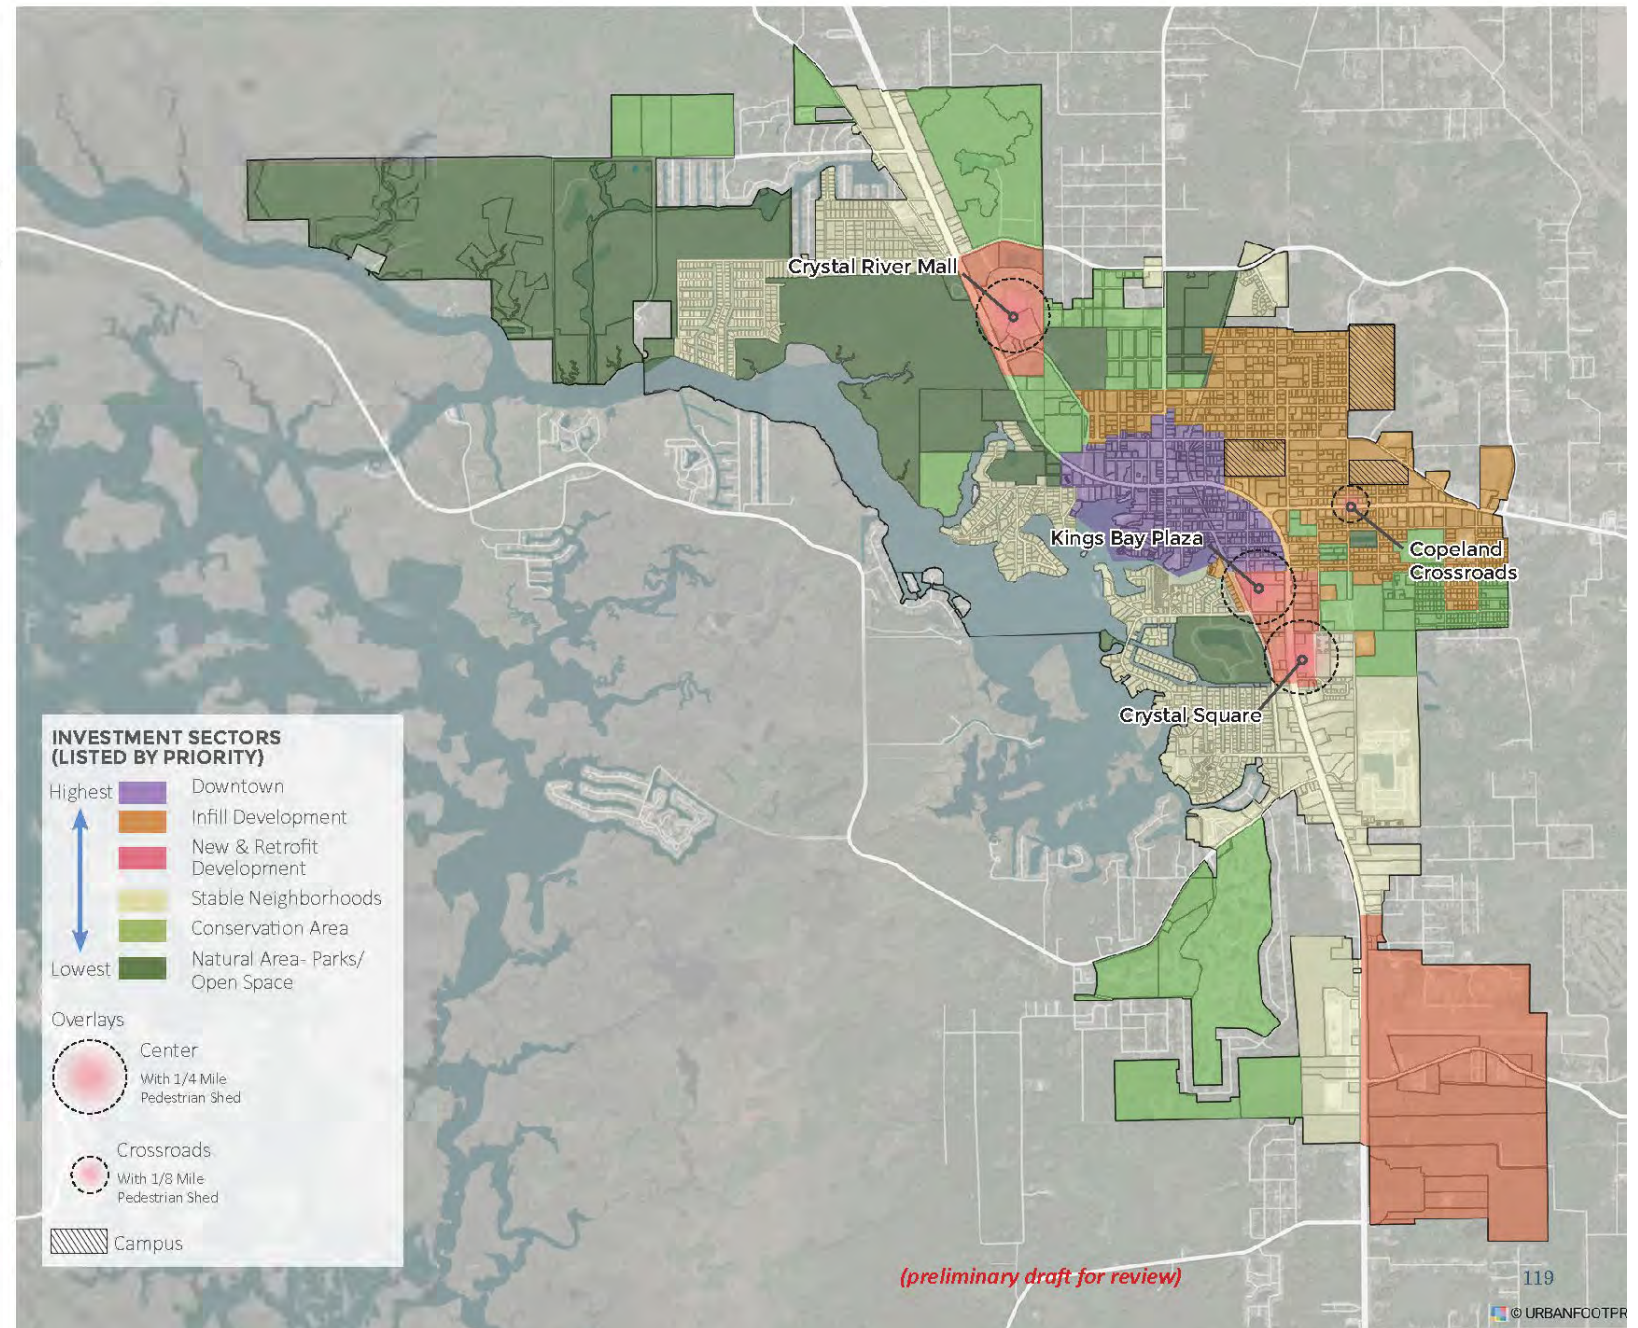 Crystal River Mall
Kings Bay Plaza
Copeland
Crossroads
Crystal Square
INVESTMENT SECTORS
(LISTED BY PRIORITY)
Highest
Downtown
Infill Development
New & Retrofit
Development
Stable Neighborhoods
Conservation Area
Lowest
Natural Area- Parks/
Open Space
Overlays
Center
With 1/4 Mile
Pedestrian Shed
Crossroads
With 1/8 Mile
Pedestrian Shed
Campus
(preliminary draft for review)
119
© URBANFOOTPR